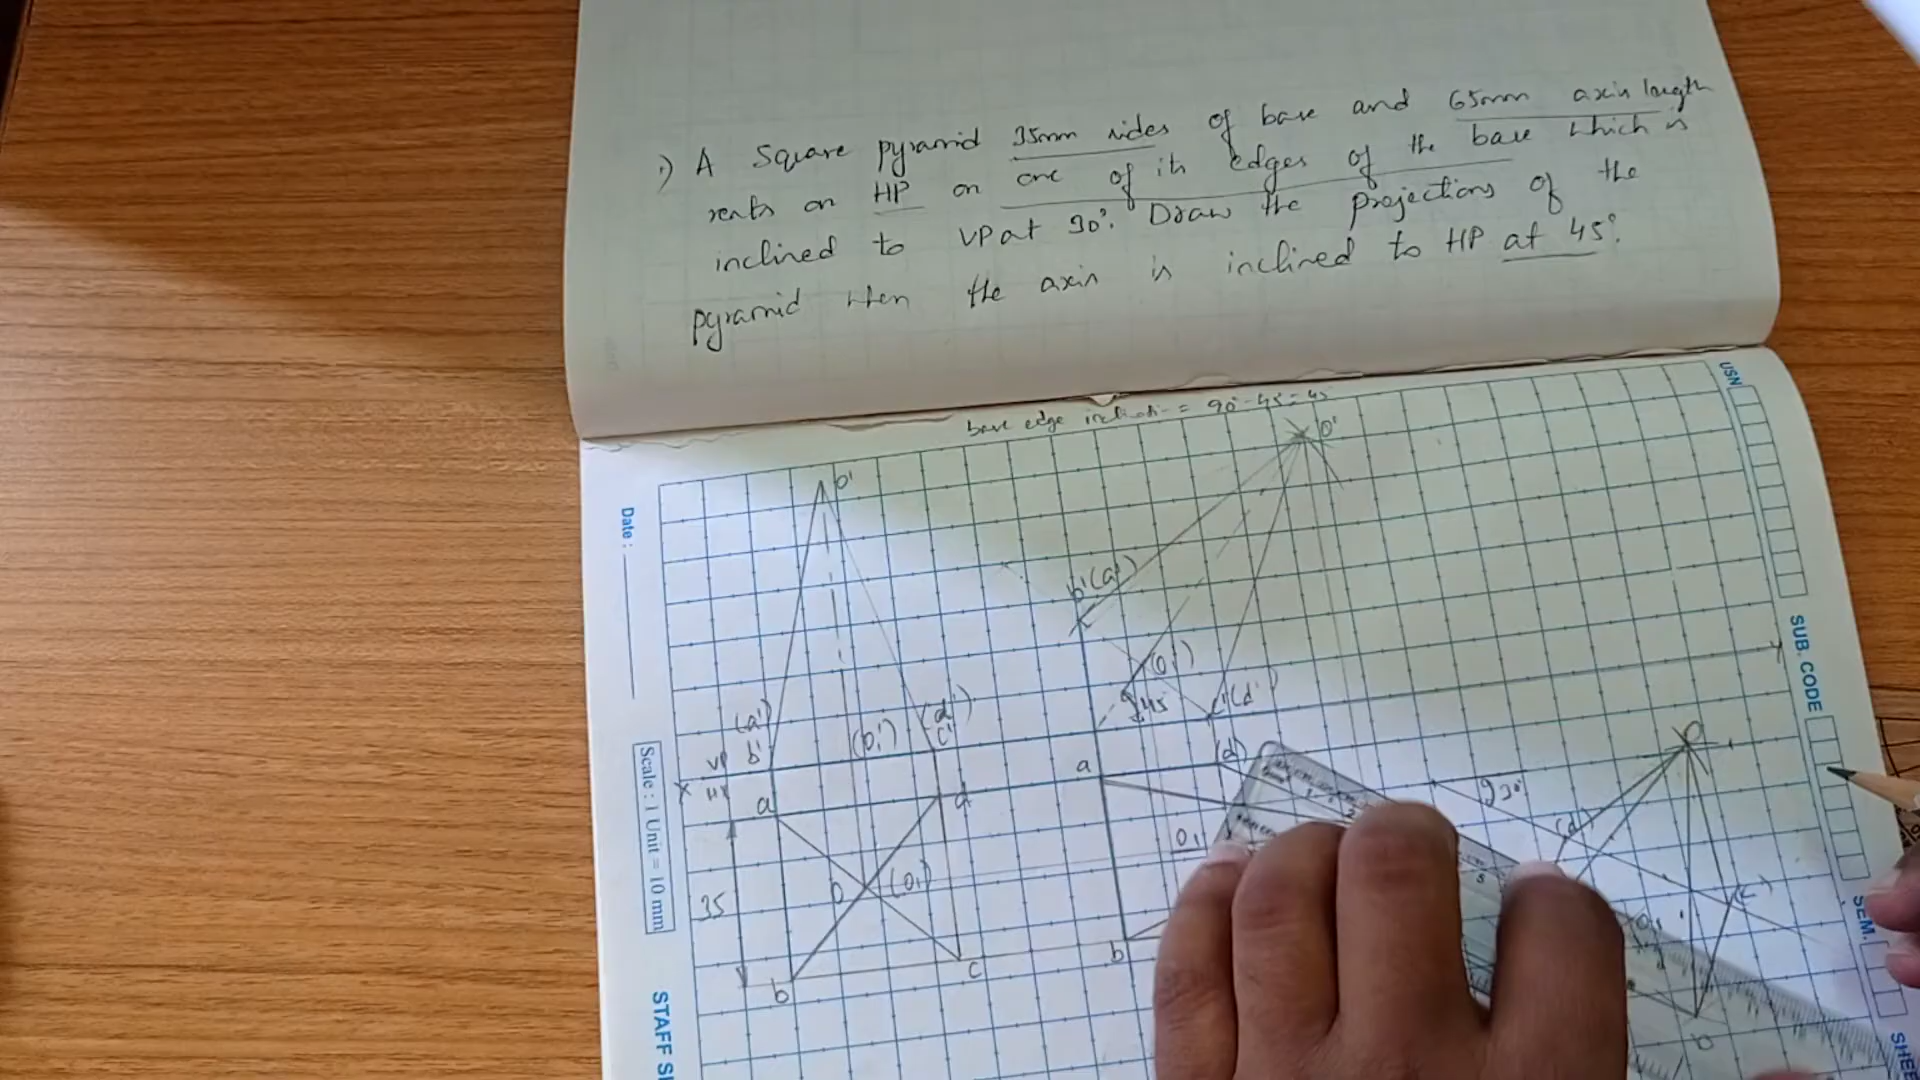 1) A Square pyramid 35mm sides of base and 65mm axis length
rests on HP on one of its edges of the base which is
inclined to VP at 30°. Draw the projections of the
pyramid when the axis is inclined to HP at 45°.
base edge inclination = 90°-45=45
USN
SUB. CODE
SEM.
SHEE
Date :
Scale : 1 Unit = 10 mm
STAFF SI
O'
O'
b'(a')
(o1')
45
c'(d')
(a')
b'
(o1')
(d')
c'
X
VP
HP
Y
a
d
a
(d)
30°
o
(d)
O
(o1)
O1
(c)
O1
35
b
c
b
b